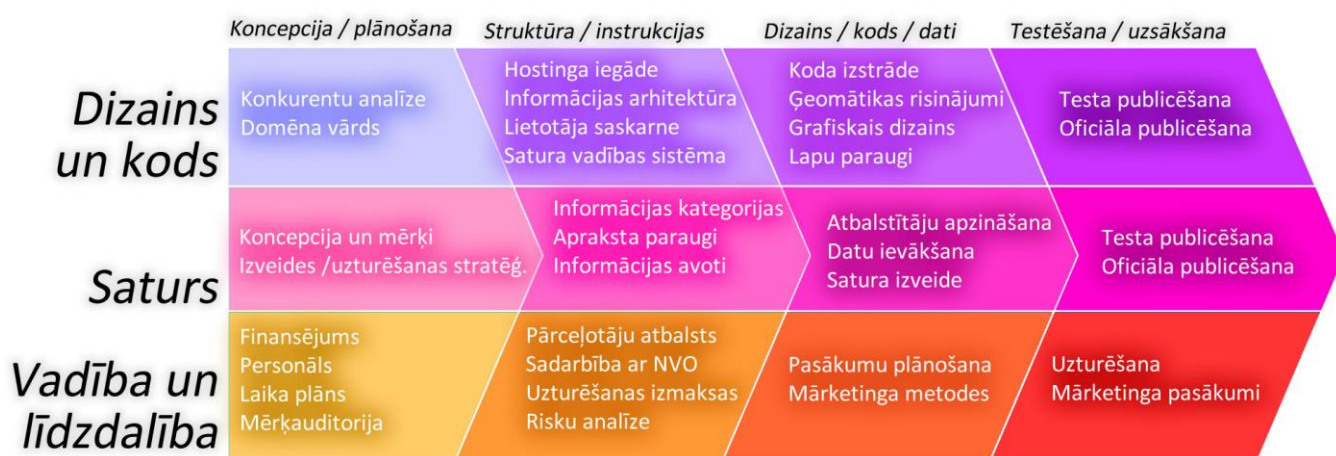 Koncepcija / plānošana
Struktūra / instrukcijas
Dizains / kods / dati
Testēšana / uzsākšana
Dizains
un kods
Konkurentu analīze
Domēna vārds
Hostinga iegāde
Informācijas arhitektūra
Lietotāja saskarne
Satura vadības sistēma
Koda izstrāde
Ģeomātikas risinājumi
Grafiskais dizains
Lapu paraugi
Testa publicēšana
Oficiāla publicēšana
Saturs
Koncepcija un mērķi
Izveides /uzturēšanas stratēģ.
Informācijas kategorijas
Apraksta paraugi
Informācijas avoti
Atbalstītāju apzināšana
Datu ievākšana
Satura izveide
Testa publicēšana
Oficiāla publicēšana
Vadība un
līdzdalība
Finansējums
Personāls
Laika plāns
Mērķauditorija
Pārceļotāju atbalsts
Sadarbība ar NVO
Uzturēšanas izmaksas
Risku analīze
Pasākumu plānošana
Mārketinga metodes
Uzturēšana
Mārketinga pasākumi